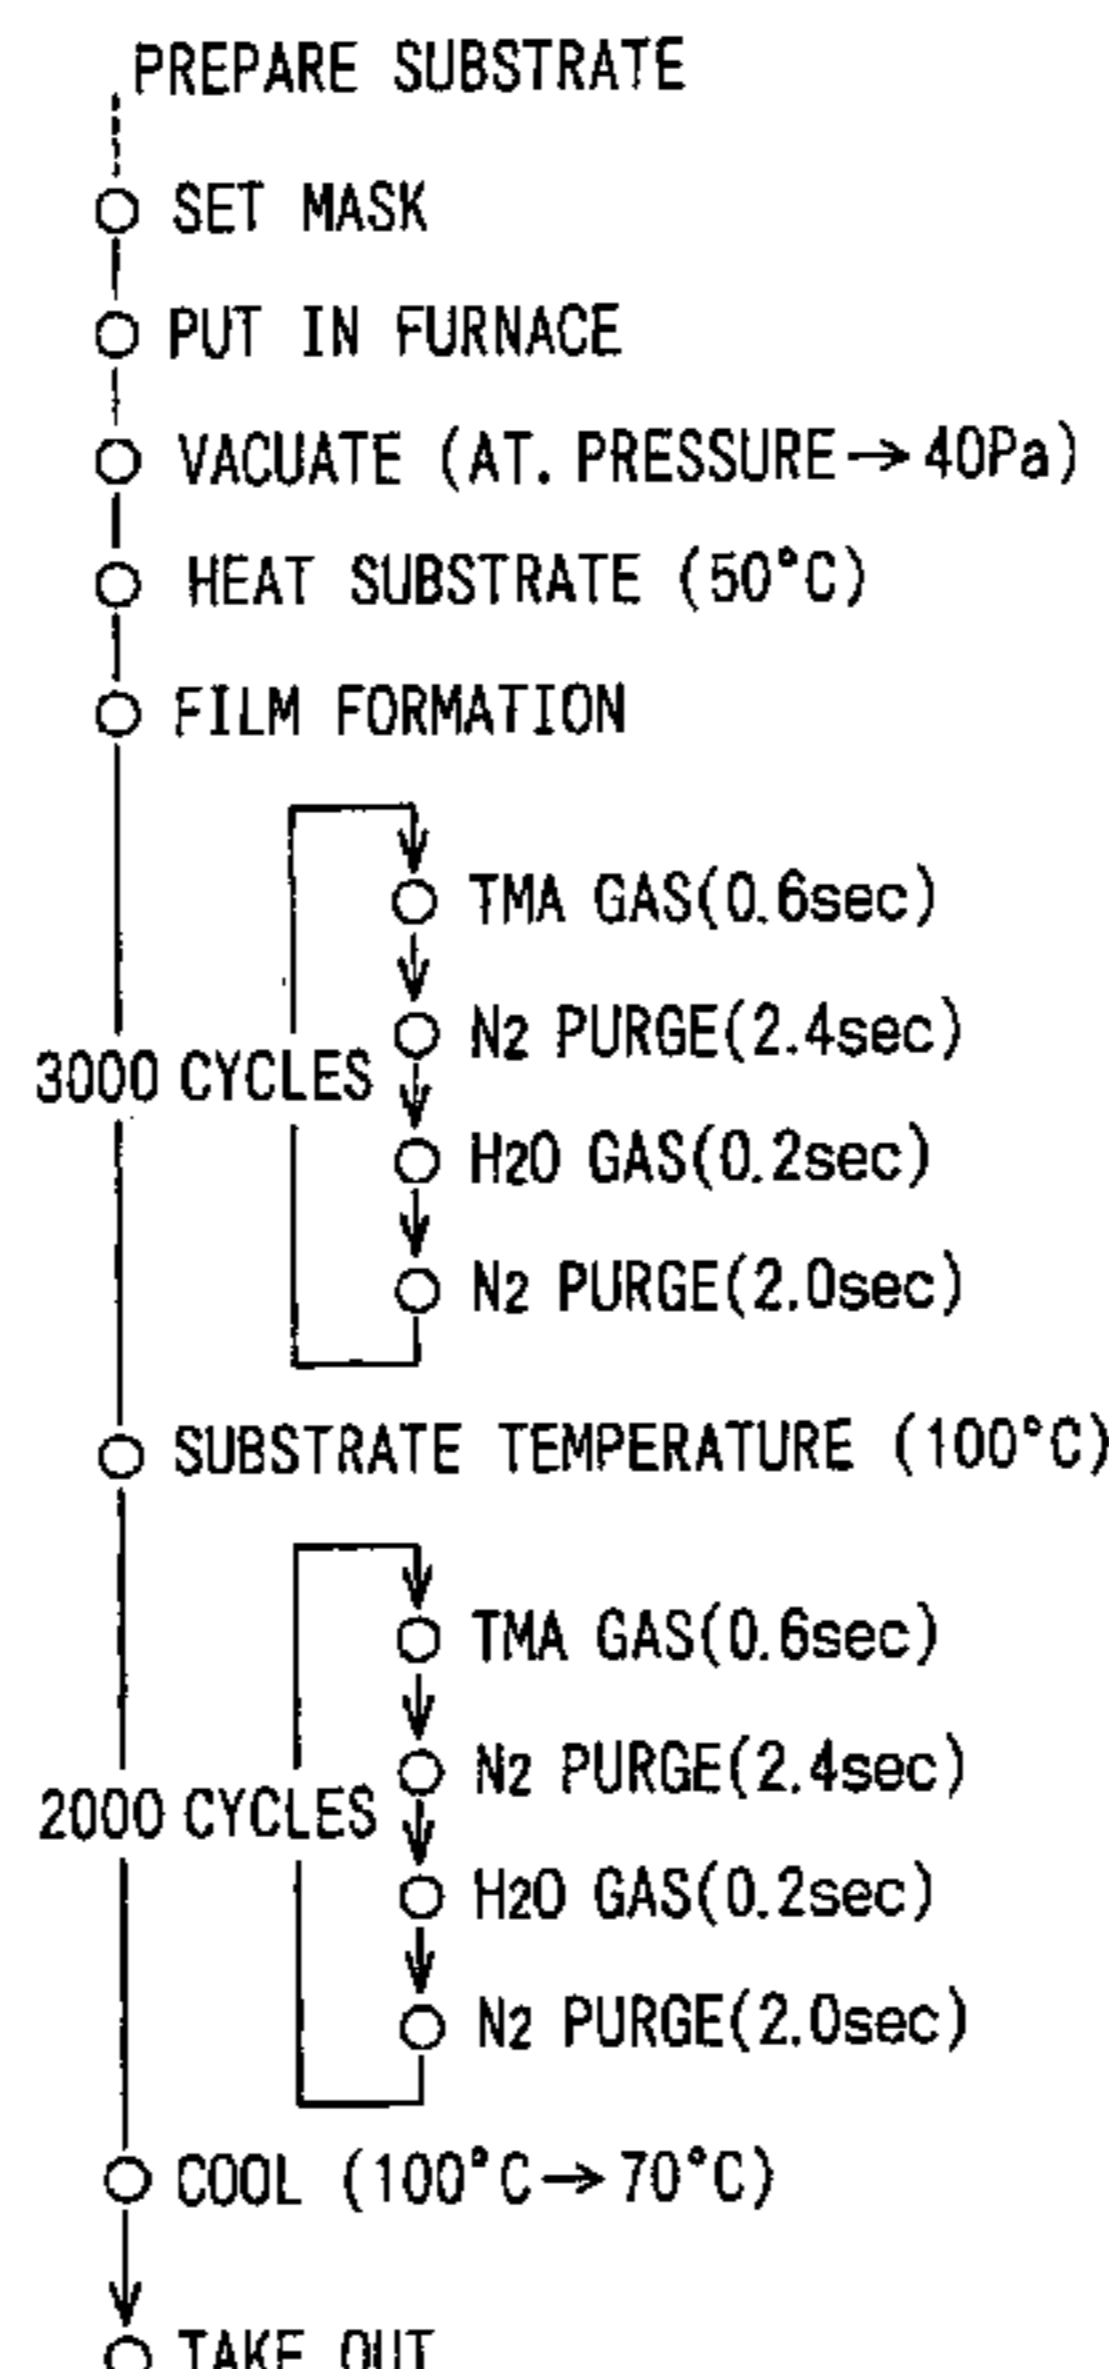 PREPARE SUBSTRATE
SET MASK
PUT IN FURNACE
VACUATE (AT. PRESSURE→40Pa)
HEAT SUBSTRATE (50°C)
FILM FORMATION
TMA GAS(0.6sec)
N2 PURGE(2.4sec)
3000 CYCLES
H2O GAS(0.2sec)
N2 PURGE(2.0sec)
SUBSTRATE TEMPERATURE (100°C)
TMA GAS(0.6sec)
N2 PURGE(2.4sec)
2000 CYCLES
H2O GAS(0.2sec)
N2 PURGE(2.0sec)
COOL (100°C→70°C)
TAKE OUT